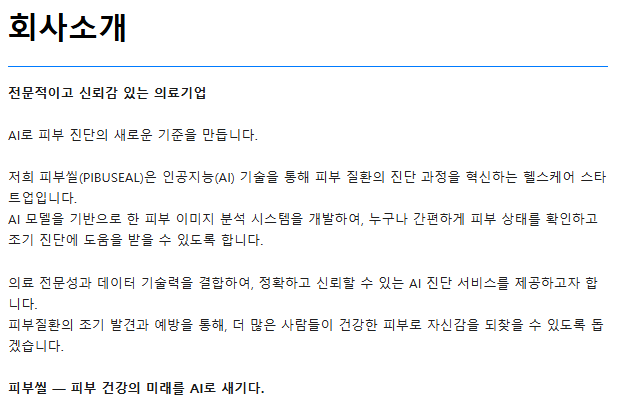 회사소개
전문적이고 신뢰감 있는 의료기업
AI로 피부 진단의 새로운 기준을 만듭니다.
저희 피부씰(PIBUSEAL)은 인공지능(AI) 기술을 통해 피부 질환의 진단 과정을 혁신하는 헬스케어 스타
트업입니다.
AI 모델을 기반으로 한 피부 이미지 분석 시스템을 개발하여, 누구나 간편하게 피부 상태를 확인하고
조기 진단에 도움을 받을 수 있도록 합니다.
의료 전문성과 데이터 기술력을 결합하여, 정확하고 신뢰할 수 있는 AI 진단 서비스를 제공하고자 합
니다.
피부질환의 조기 발견과 예방을 통해, 더 많은 사람들이 건강한 피부로 자신감을 되찾을 수 있도록 돕
겠습니다.
피부씰 — 피부 건강의 미래를 AI로 새기다.